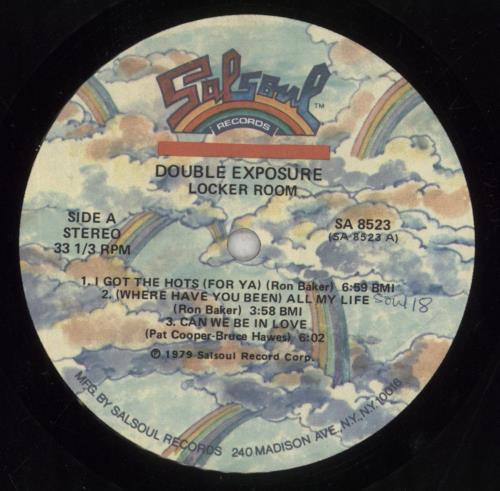 Salsoul TM
RECORDS
DOUBLE EXPOSURE
LOCKER ROOM
SIDE A
STEREO
33 1/3 RPM
SA 8523
(SA 8523 A)
1. I GOT THE HOTS (FOR YA) (Ron Baker) 6:59 BMI
2. (WHERE HAVE YOU BEEN) ALL MY LIFE Soul 18
(Ron Baker) 3:58 BMI
3. CAN WE BE IN LOVE
(Pat Cooper-Bruce Hawes) 6:02
Ⓟ 1979 Salsoul Record Corp.
MFG. BY SALSOUL RECORDS 240 MADISON AVE., N.Y., N.Y. 10016